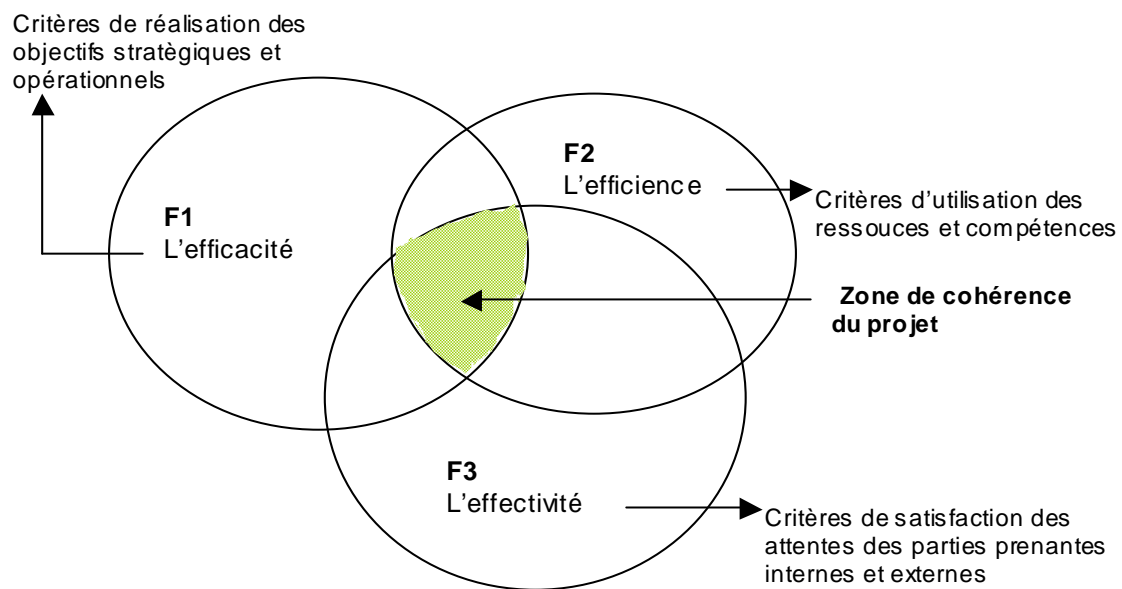 Critères de réalisation des
objectifs stratègiques et
opérationnels
F1
L'efficacité
F2
L'efficience
Critères d'utilisation des
ressouces et compétences
Zone de cohérence
du projet
F3
L'effectivité
Critères de satisfaction des
attentes des parties prenantes
internes et externes